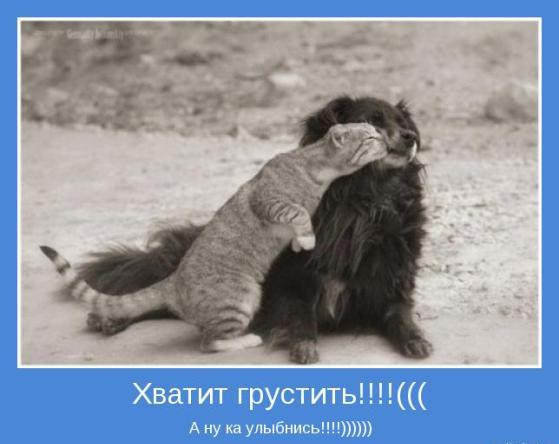 Хватит грустить!!!!(((
А ну ка улыбнись!!!!))))))